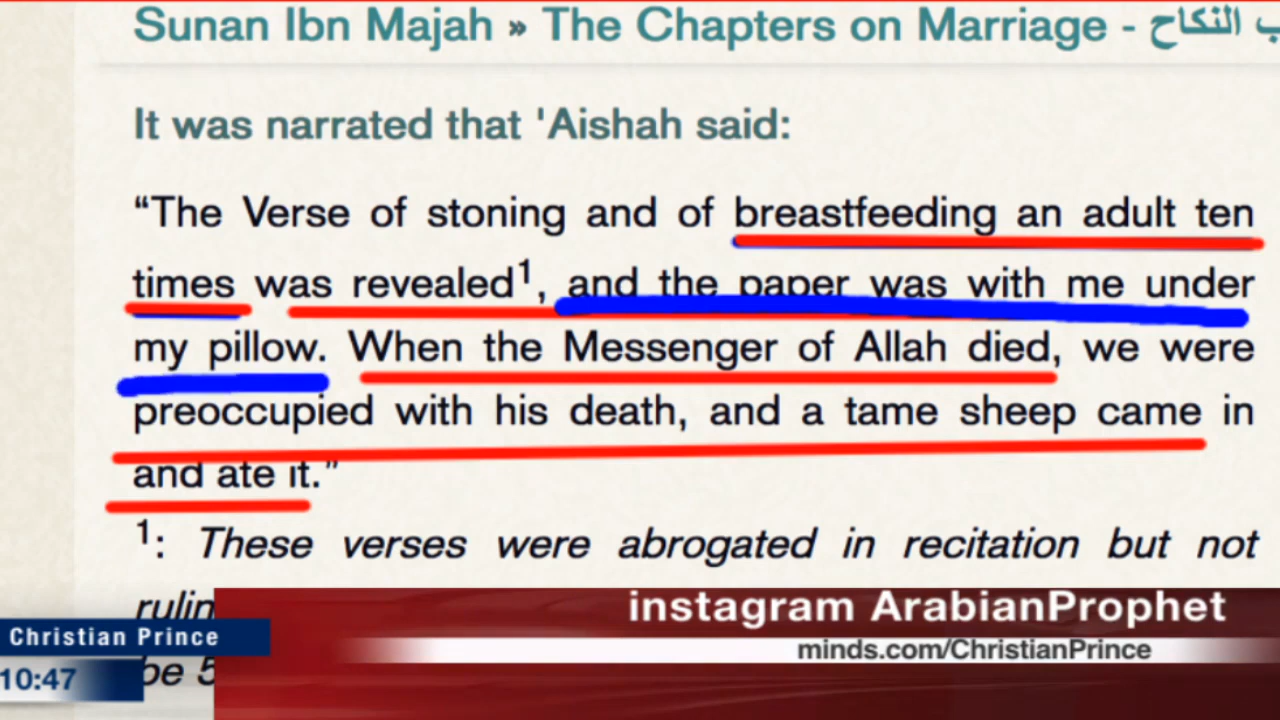 Sunan Ibn Majah » The Chapters on Marriage - ب النكاح
It was narrated that 'Aishah said:
“The Verse of stoning and of breastfeeding an adult ten
times was revealed1, and the paper was with me under
my pillow. When the Messenger of Allah died, we were
preoccupied with his death, and a tame sheep came in
and ate it.”
1: These verses were abrogated in recitation but not
instagram ArabianProphet
Christian Prince
minds.com/ChristianPrince
10:47
be 5